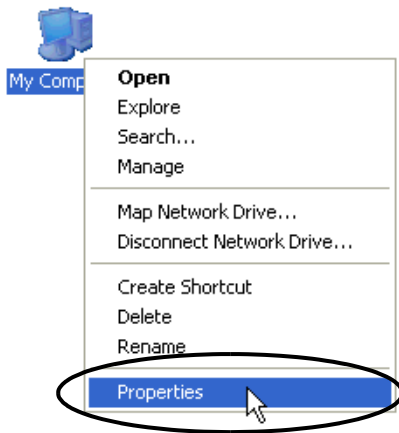 My Comp
Open
Explore
Search...
Manage
Map Network Drive...
Disconnect Network Drive...
Create Shortcut
Delete
Rename
Properties